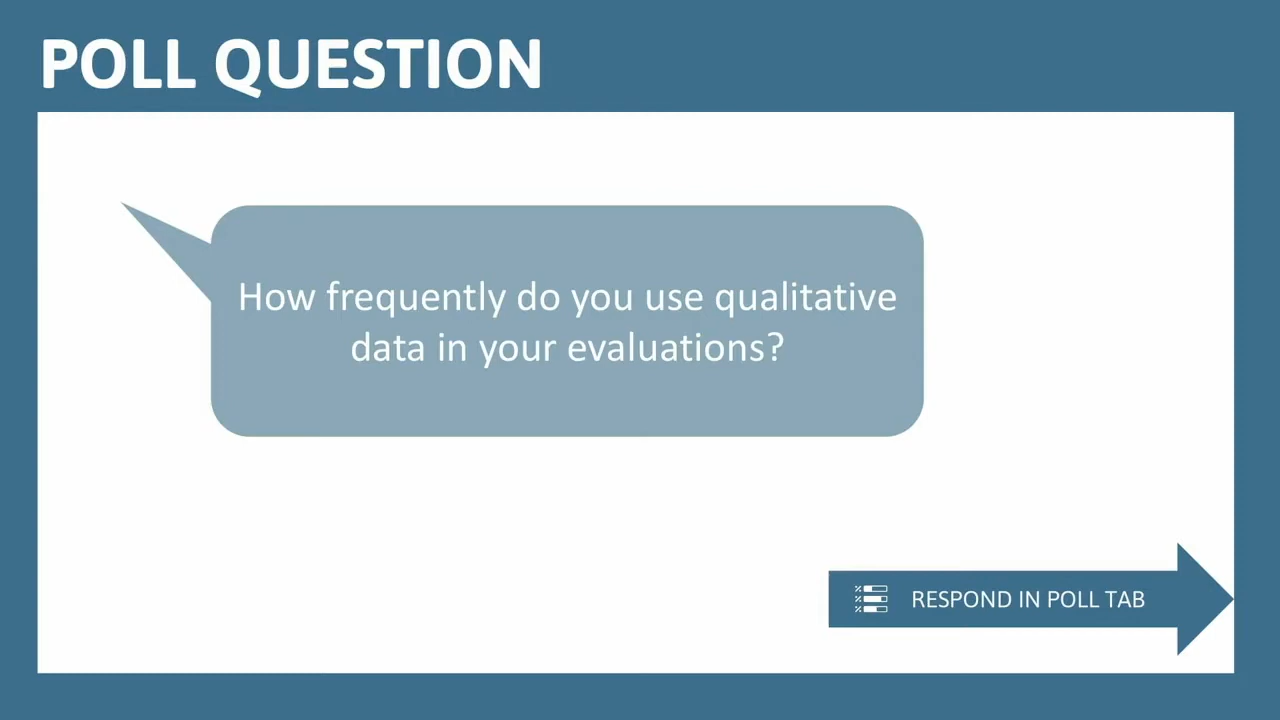 POLL QUESTION
How frequently do you use qualitative
data in your evaluations?
RESPOND IN POLL TAB